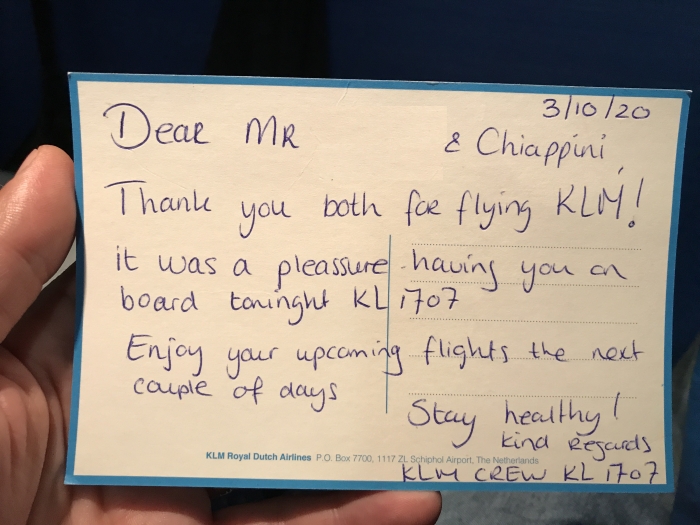 3/10/20
Dear MR & Chiappini,
Thank you both for flying KLM!
it was a pleassure having you on
board toninght KL 1707
Enjoy your upcoming flights the next
couple of days
Stay healthy!
kind Regards
KLM Royal Dutch Airlines P.O. Box 7700, 1117 ZL Schiphol Airport, The Netherlands
KLM CREW KL 1707